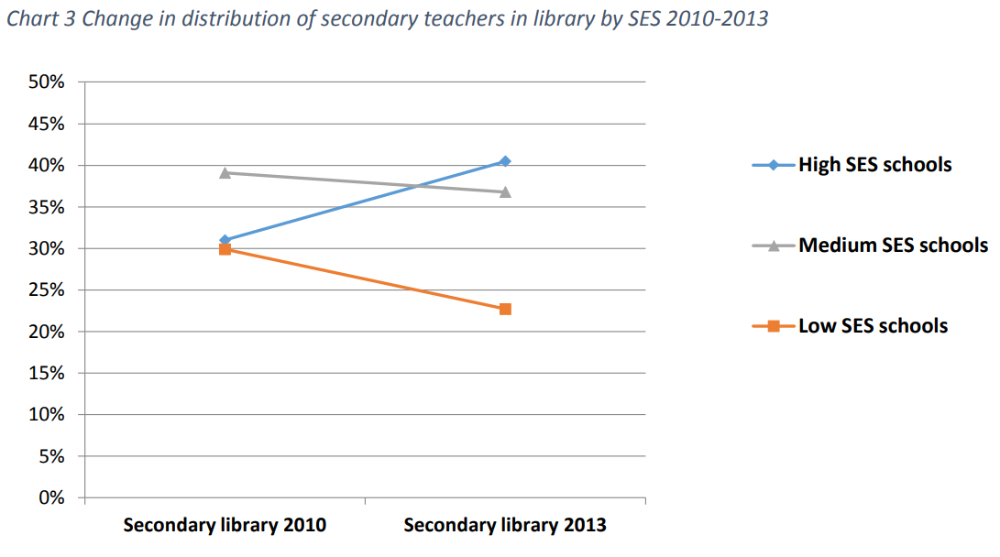 Chart 3 Change in distribution of secondary teachers in library by SES 2010-2013
50%
45%
40%
35%
30%
25%
20%
15%
10%
5%
0%
Secondary library 2010
Secondary library 2013
High SES schools
Medium SES schools
Low SES schools